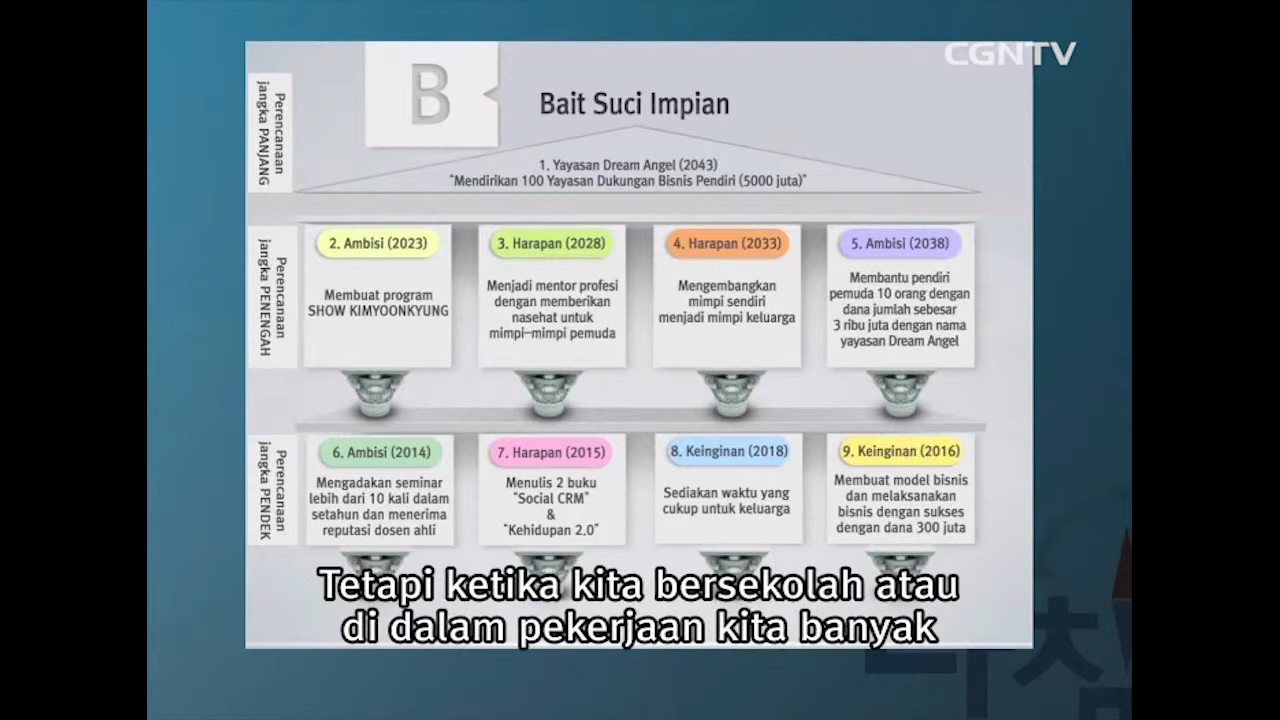 CGNTV
B
Bait Suci Impian
Perencanaan
jangka PANJANG
1. Yayasan Dream Angel (2043)
"Mendirikan 100 Yayasan Dukungan Bisnis Pendiri (5000 juta)"
Perencanaan
jangka PENENGAH
2. Ambisi (2023)
Membuat program
SHOW KIMYOONKYUNG
3. Harapan (2028)
Menjadi mentor profesi
dengan memberikan
nasehat untuk
mimpi-mimpi pemuda
4. Harapan (2033)
Mengembangkan
mimpi sendiri
menjadi mimpi keluarga
5. Ambisi (2038)
Membantu pendiri
pemuda 10 orang dengan
dana jumlah sebesar
3 ribu juta dengan nama
yayasan Dream Angel
Perencanaan
jangka PENDEK
6. Ambisi (2014)
Mengadakan seminar
lebih dari 10 kali dalam
setahun dan menerima
reputasi dosen ahli
7. Harapan (2015)
Menulis 2 buku
"Social CRM"
&
"Kehidupan 2.0"
8. Keinginan (2018)
Sediakan waktu yang
cukup untuk keluarga
9. Keinginan (2016)
Membuat model bisnis
dan melaksanakan
bisnis dengan sukses
dengan dana 300 juta
Tetapi ketika kita bersekolah atau
di dalam pekerjaan kita banyak